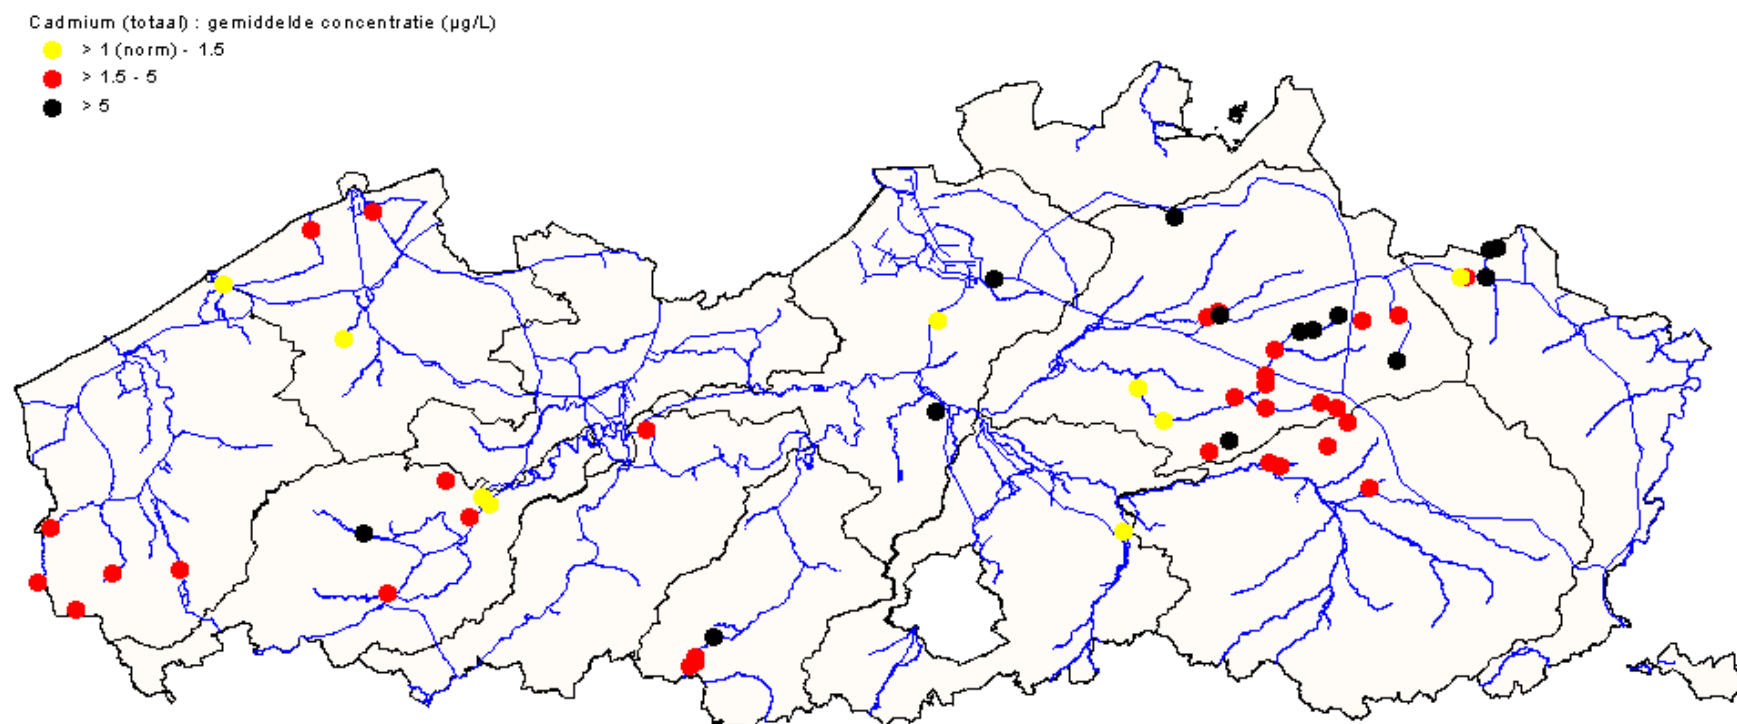 Cadmium (totaal) : gemiddelde concentratie (µg/L)
> 1 (norm) - 1.5
> 1.5 - 5
> 5